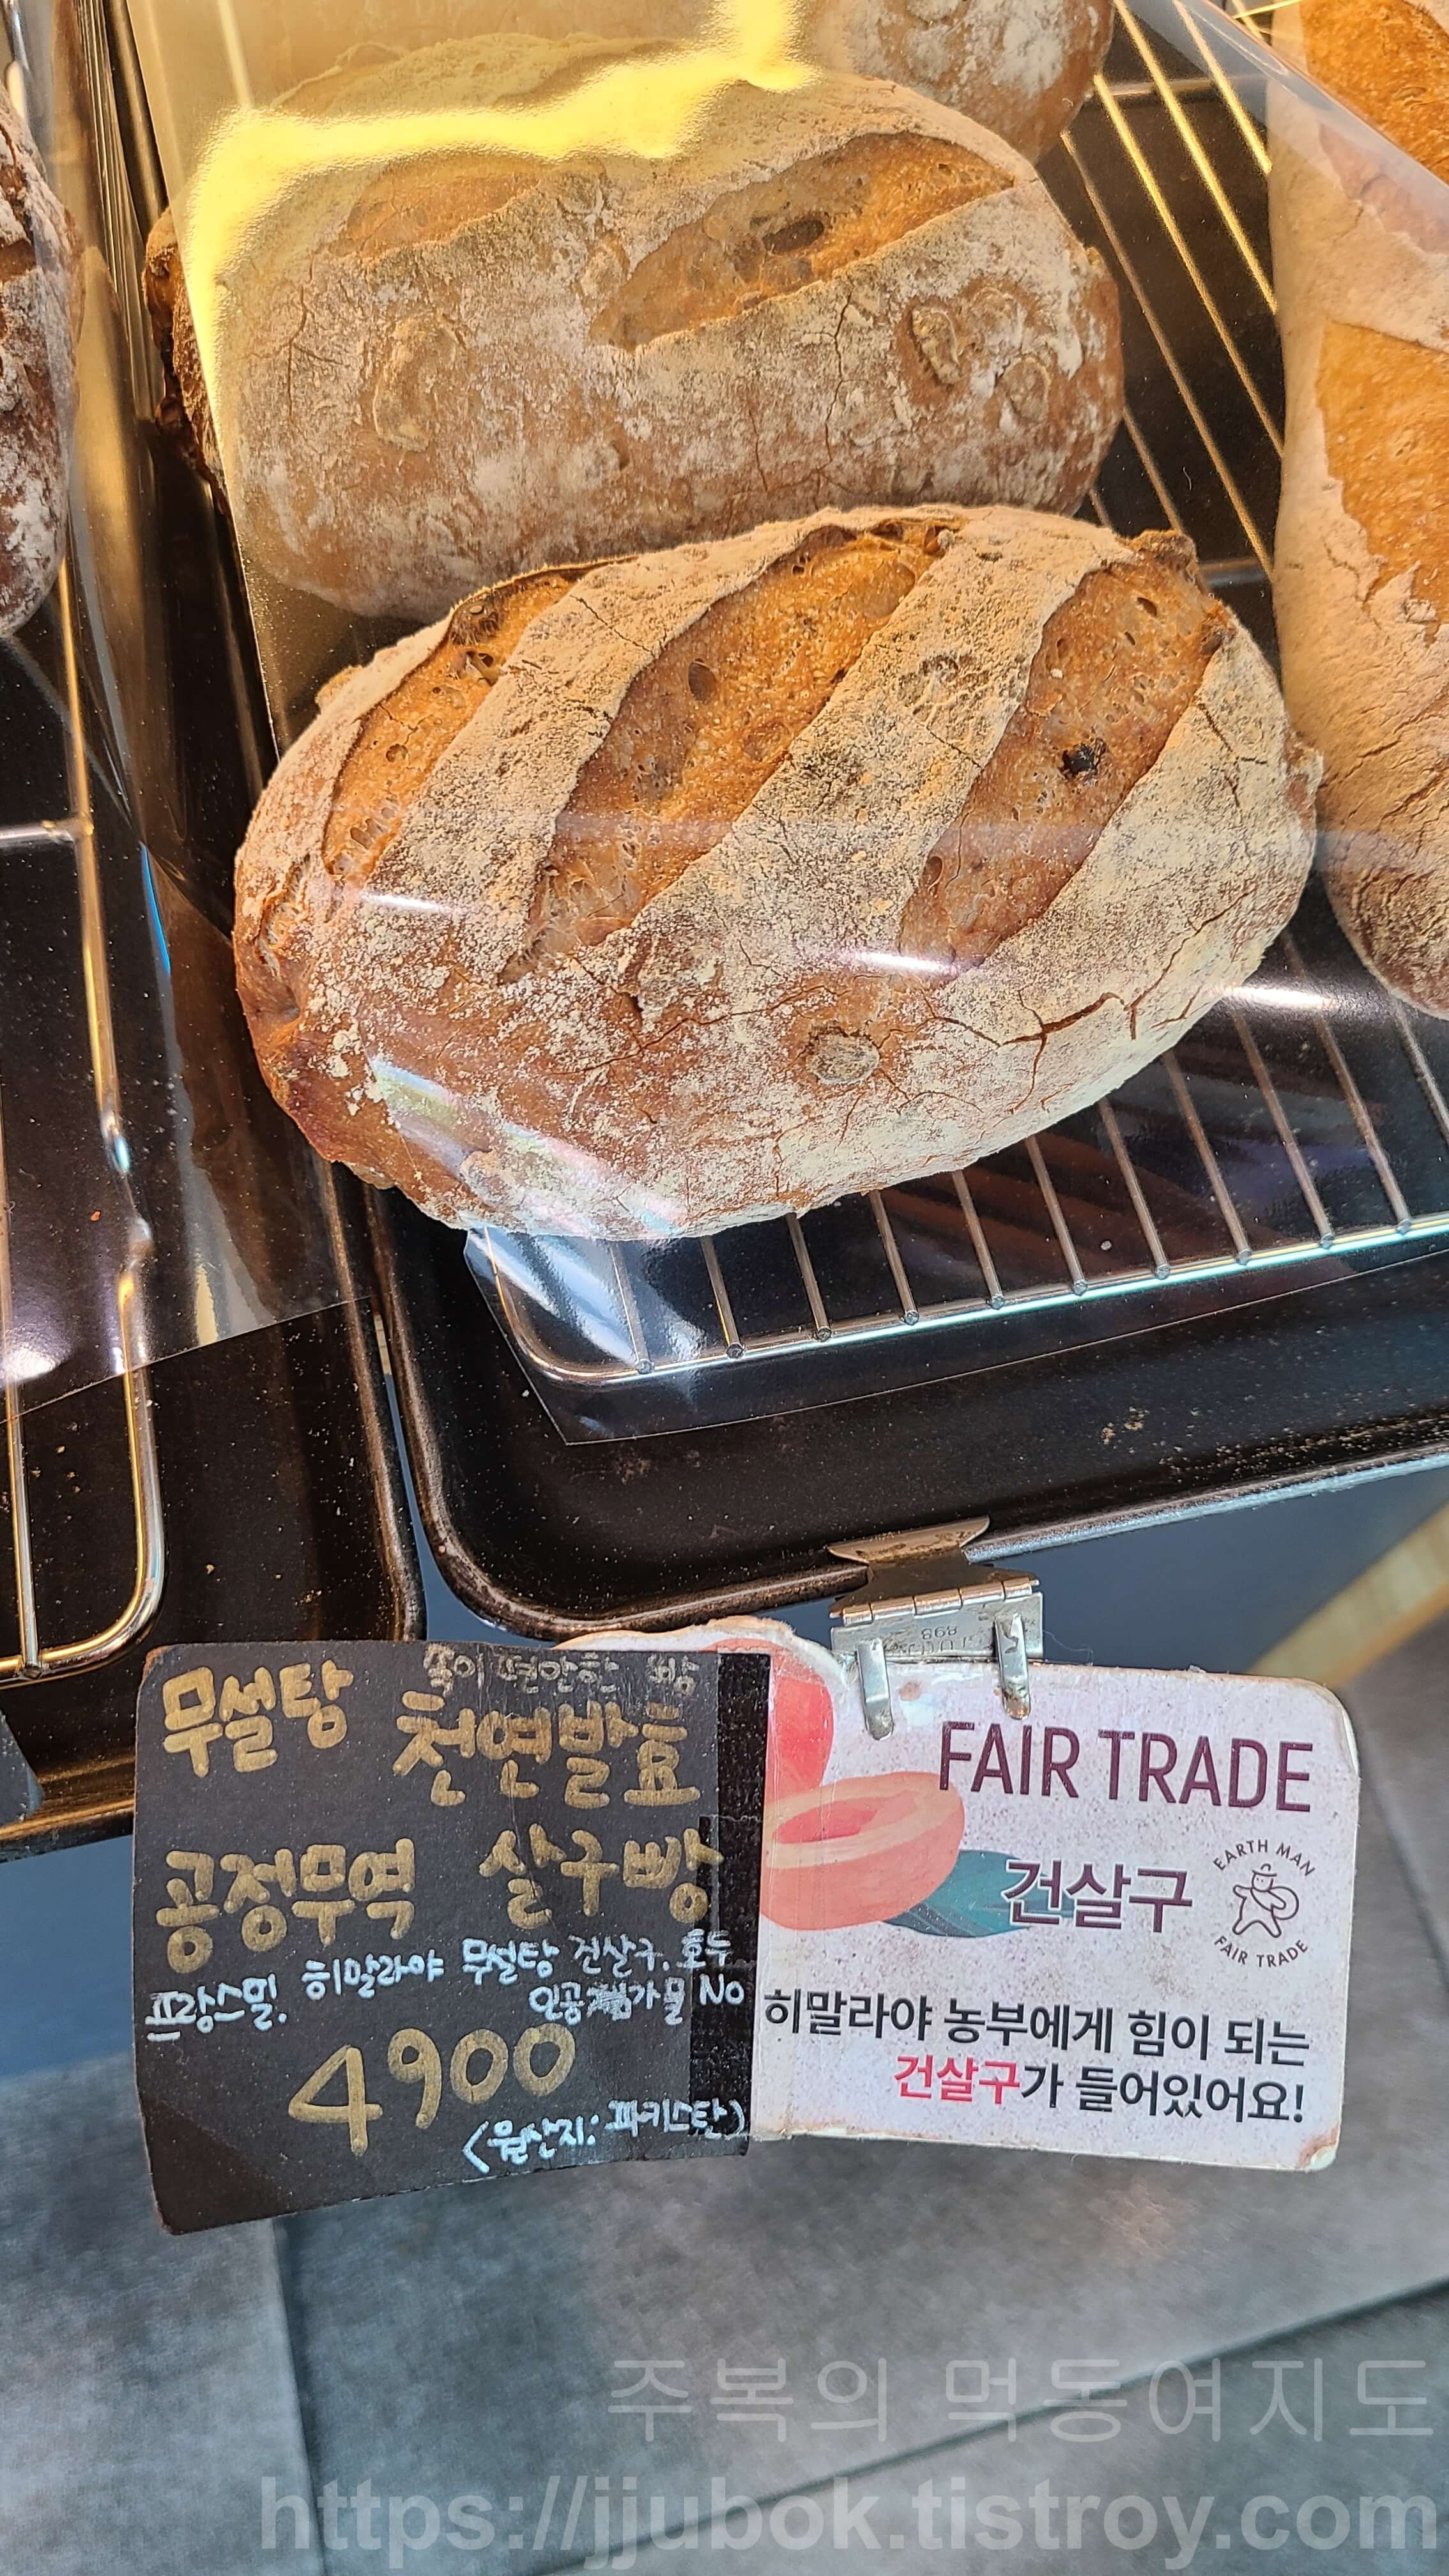 무설탕 속이 편안한 빵
천연발효
공정무역 살구빵
프랑스밀. 히말라야 무설탕 건살구. 호두
인공첨가물 NO
4900
(원산지: 파키스탄)
FAIR TRADE
건살구
EARTH MAN
FAIR TRADE
히말라야 농부에게 힘이 되는
건살구가 들어있어요!
주복의 먹동여지도
https://jjubok.tistroy.com